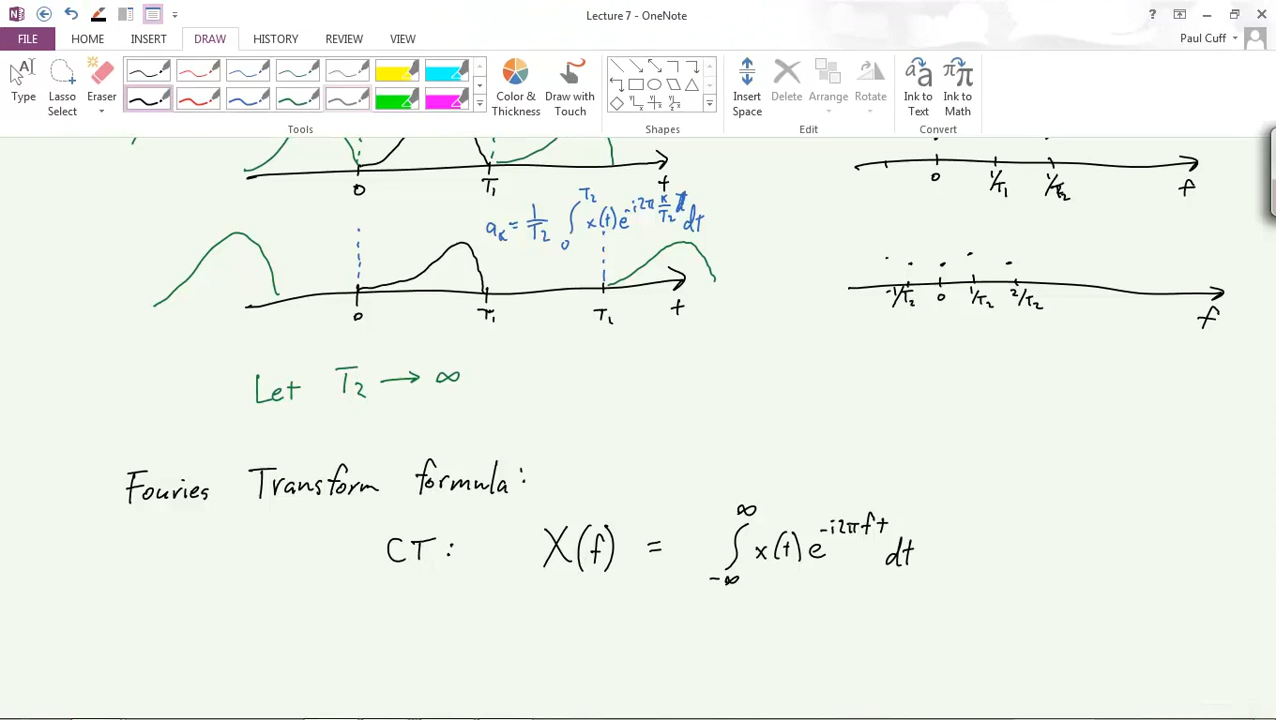 Lecture 7 - OneNote
?
FILE HOME INSERT DRAW HISTORY REVIEW VIEW
Paul Cuff
Type
Lasso Select
Eraser
Color & Thickness
Draw with Touch
Insert Space
Delete
Arrange
Rotate
Ink to Text
Ink to Math
Tools
Shapes
Edit
Convert
0 T₁ t
0 1/T₁ 1/T₂ f
aₖ = 1/T₂ ∫₀^T₂ x(t) e^(-i2π k/T₂ t) dt
0 T₁ T₂ t
-1/T₂ 0 1/T₂ 2/T₂ f
Let T₂ → ∞
Fouries Transform formula:
CT: X(f) = ∫_-∞^∞ x(t) e^(-i2πft) dt